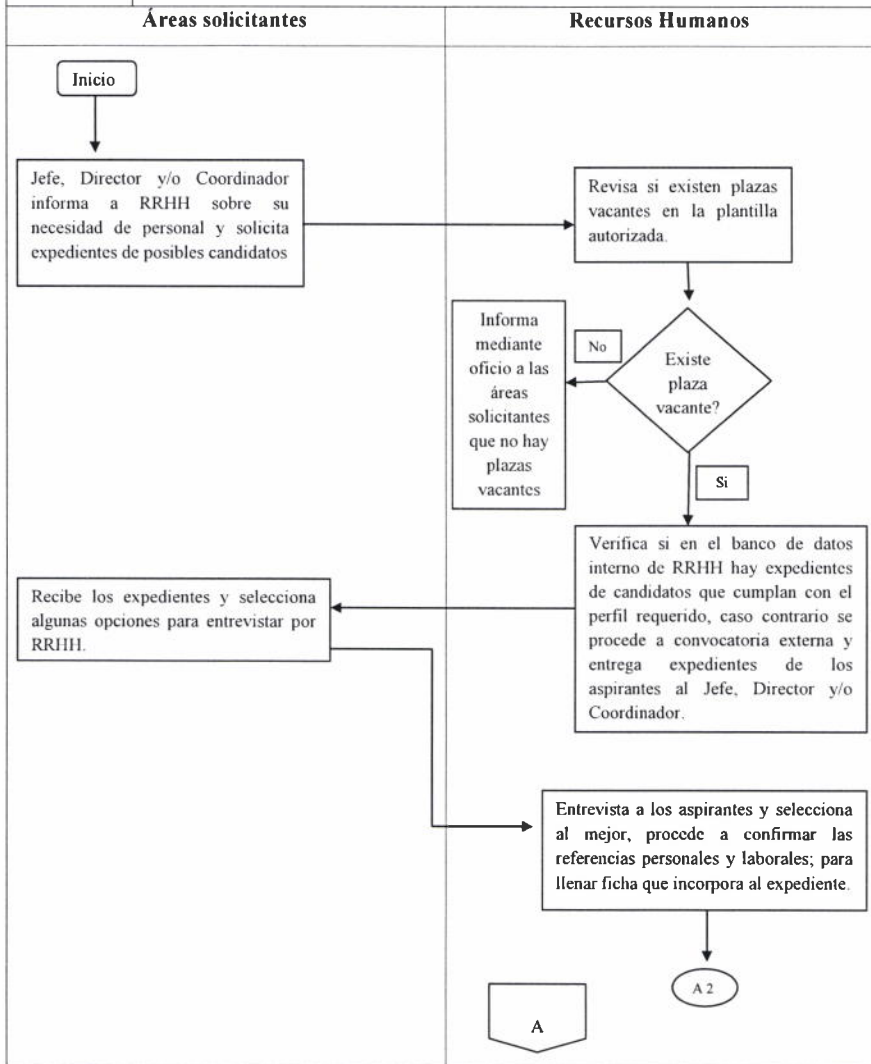 Áreas solicitantes
Recursos Humanos
Inicio
Jefe, Director y/o Coordinador
informa a RRHH sobre su
necesidad de personal y solicita
expedientes de posibles candidatos
Revisa si existen plazas
vacantes en la plantilla
autorizada.
Existe
plaza
vacante?
No
Informa
mediante
oficio a las
áreas
solicitantes
que no hay
plazas
vacantes
Si
Verifica si en el banco de datos
interno de RRHH hay expedientes
de candidatos que cumplan con el
perfil requerido, caso contrario se
procede a convocatoria externa y
entrega expedientes de los
aspirantes al Jefe, Director y/o
Coordinador.
Recibe los expedientes y selecciona
algunas opciones para entrevistar por
RRHH.
Entrevista a los aspirantes y selecciona
al mejor, procede a confirmar las
referencias personales y laborales; para
llenar ficha que incorpora al expediente.
A 2
A